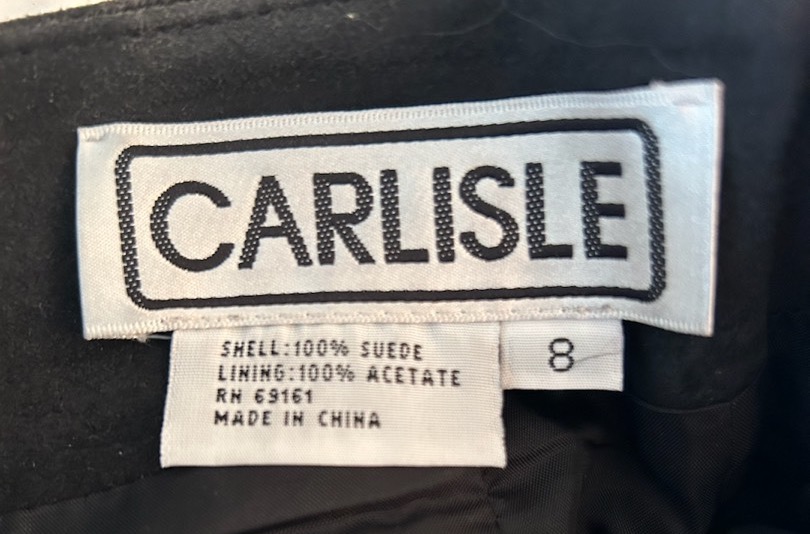 CARLISLE
SHELL:100% SUEDE
LINING:100% ACETATE
RN 69161
MADE IN CHINA
8